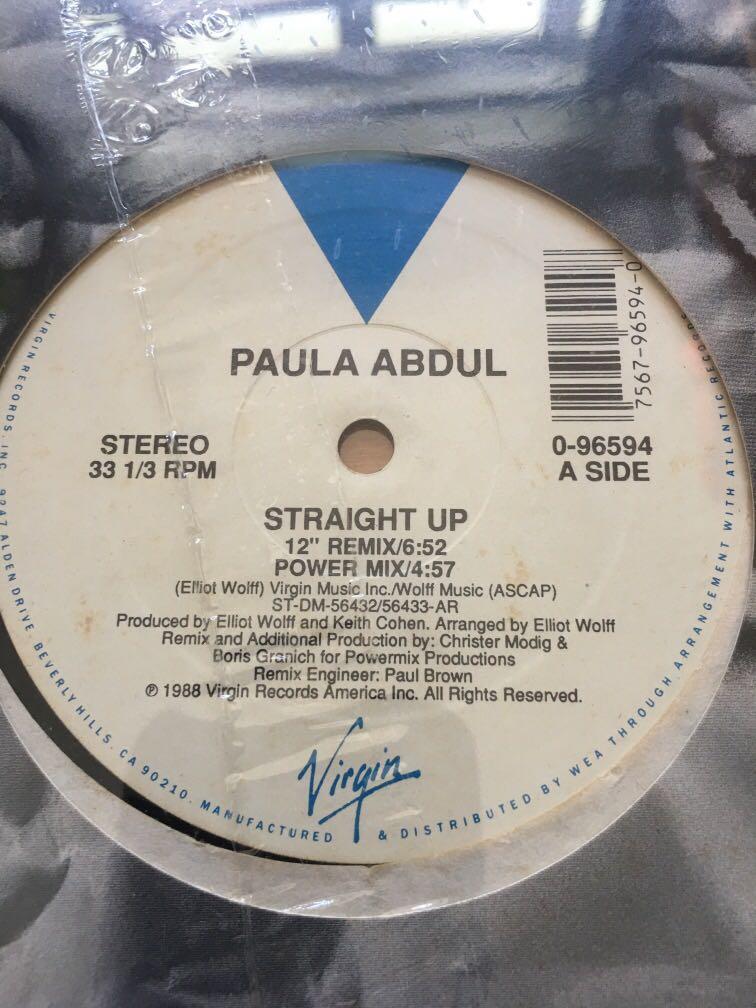 PAULA ABDUL
7567-96594-0
STEREO
33 1/3 RPM
0-96594
A SIDE
STRAIGHT UP
12" REMIX/6:52
POWER MIX/4:57
(Elliot Wolff) Virgin Music Inc./Wolff Music (ASCAP)
ST-DM-56432/56433-AR
Produced by Elliot Wolff and Keith Cohen. Arranged by Elliot Wolff
Remix and Additional Production by: Christer Modig &
Boris Granich for Powermix Productions
Remix Engineer: Paul Brown
℗ 1988 Virgin Records America Inc. All Rights Reserved.
Virgin
VIRGIN RECORDS, INC. 9247 ALDEN DRIVE, BEVERLY HILLS, CA 90210. MANUFACTURED & DISTRIBUTED BY WEA THROUGH ARRANGEMENT WITH ATLANTIC RECORDS